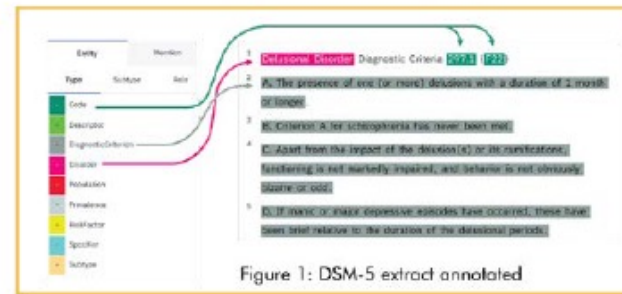 Entity Mention
Type Subtype Role
Code
Descriptor
DiagnosticCriterion
Disorder
Population
Prevalence
RiskFactor
Specifier
Subtype
1 Delusional Disorder Diagnostic Criteria 297.1 (F22)
2 A. The presence of one (or more) delusions with a duration of 1 month
or longer.
3 B. Criterion A for schizophrenia has never been met.
4 C. Apart from the impact of the delusion(s) or its ramifications,
functioning is not markedly impaired, and behavior is not obviously
bizarre or odd.
5 D. If manic or major depressive episodes have occurred, these have
been brief relative to the duration of the delusional periods.
Figure 1: DSM-5 extract annotated